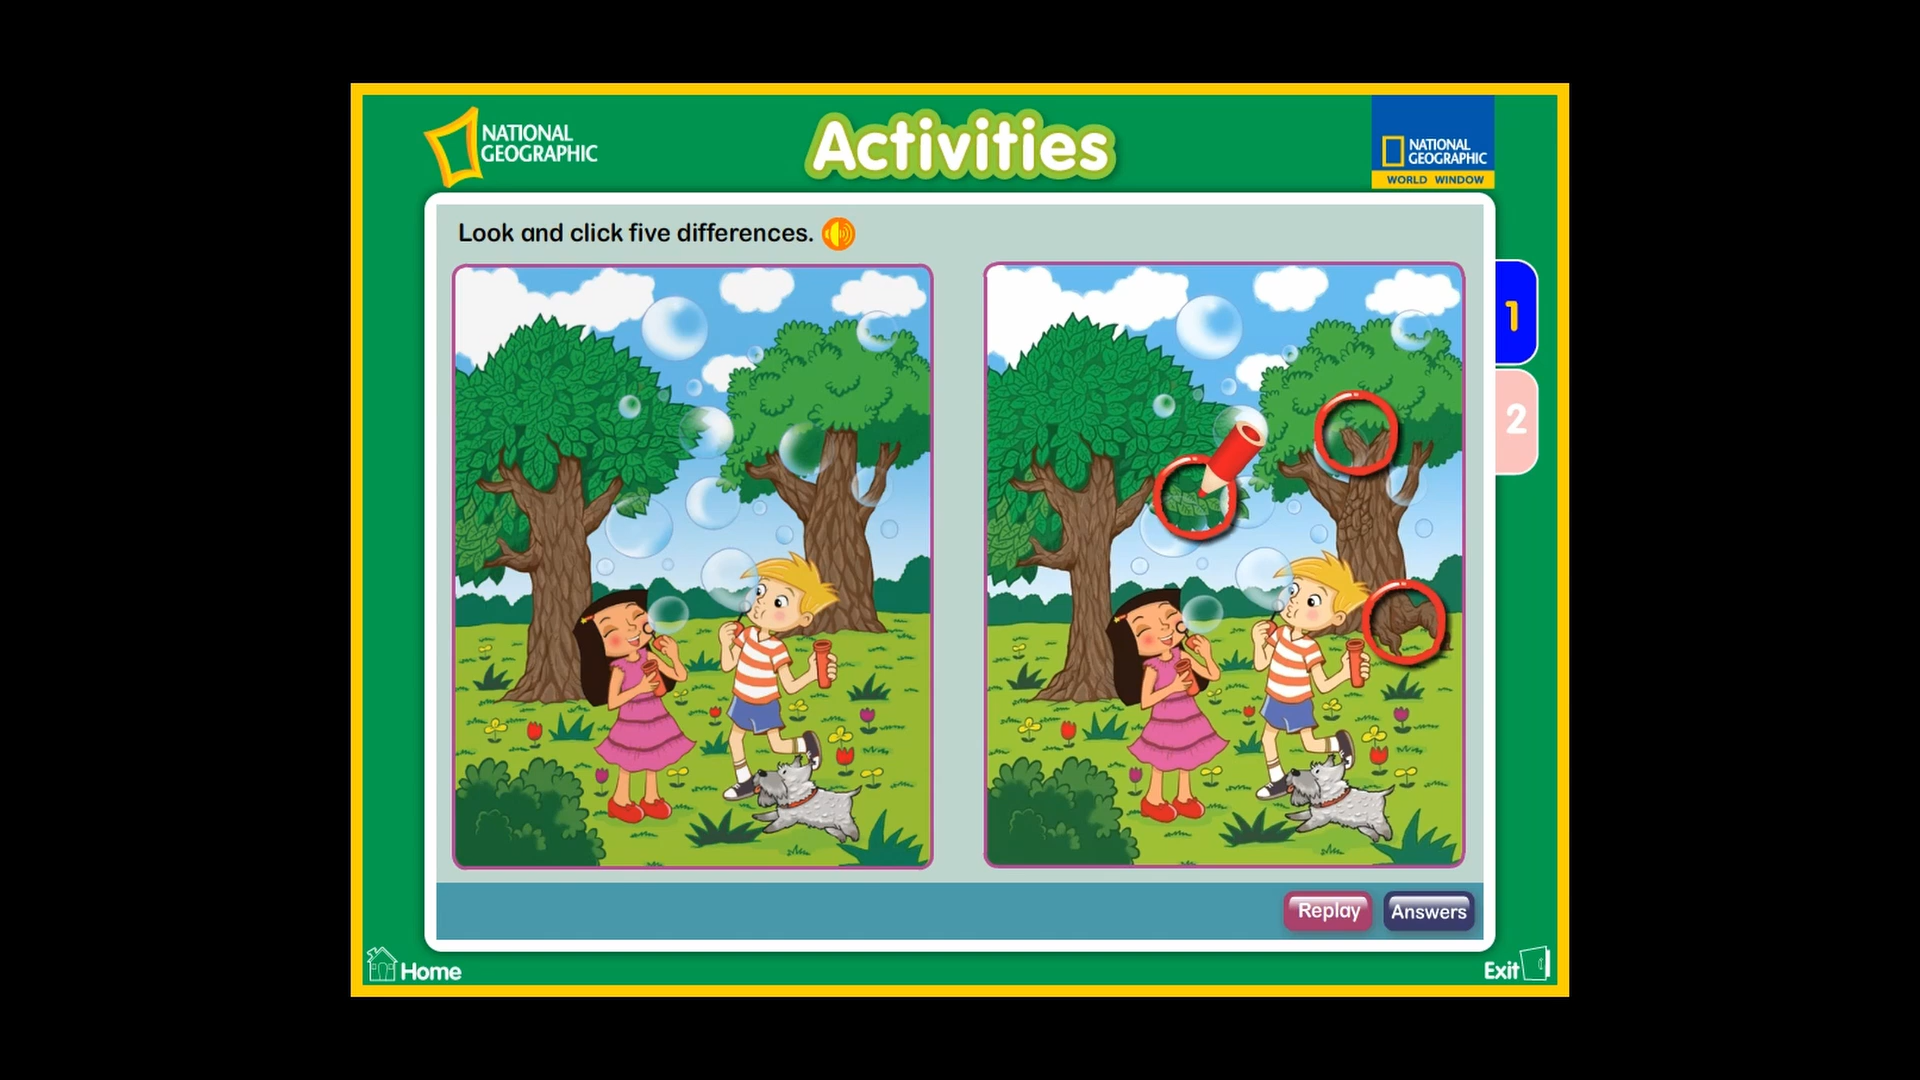 NATIONAL
GEOGRAPHIC
Activities
NATIONAL
GEOGRAPHIC
WORLD WINDOW
Look and click five differences.
1
2
Replay
Answers
Home
Exit